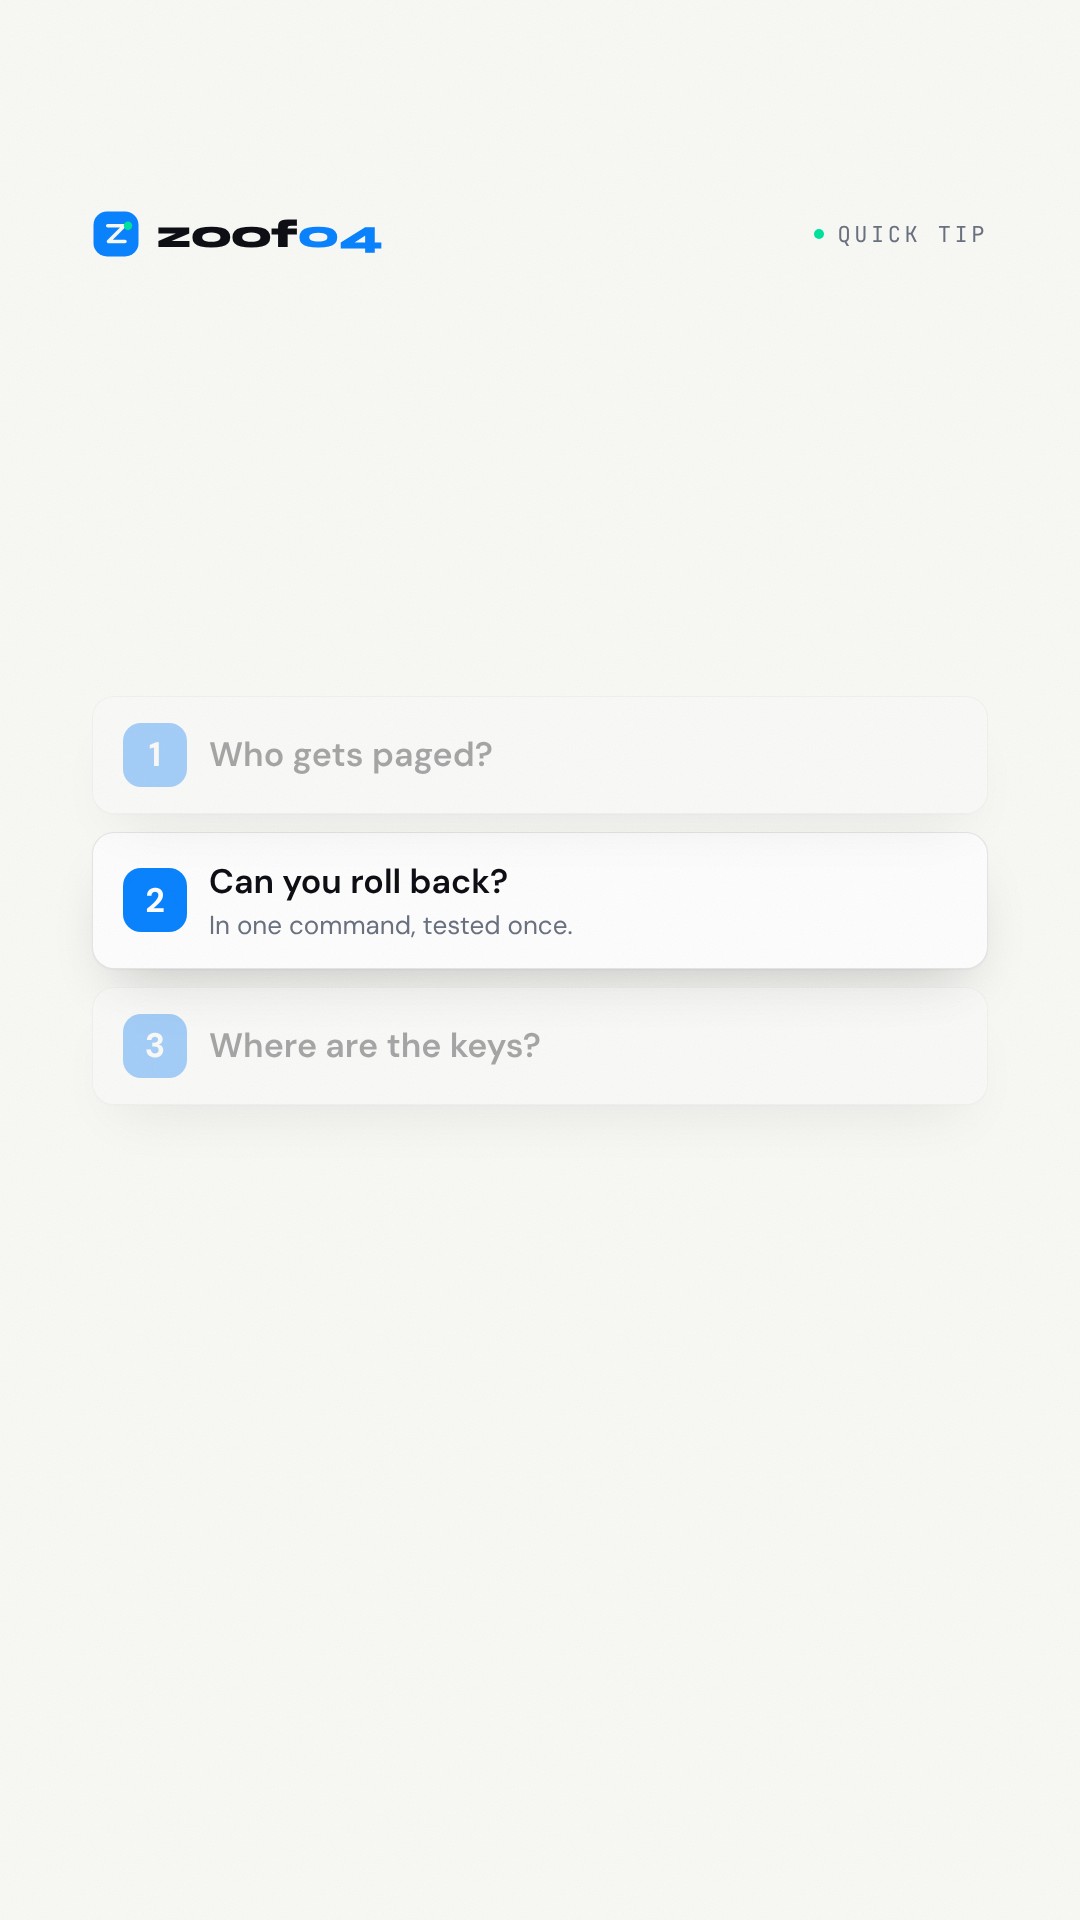 Z zoof04
QUICK TIP
1 Who gets paged?
2 Can you roll back?
In one command, tested once.
3 Where are the keys?